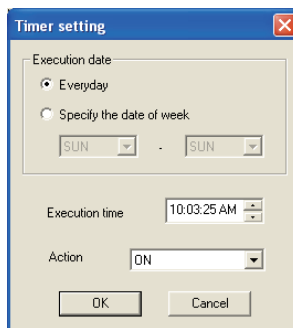 Timer setting
Execution date
Everyday
Specify the date of week
SUN - SUN
Execution time 10:03:25 AM
Action ON
OK Cancel